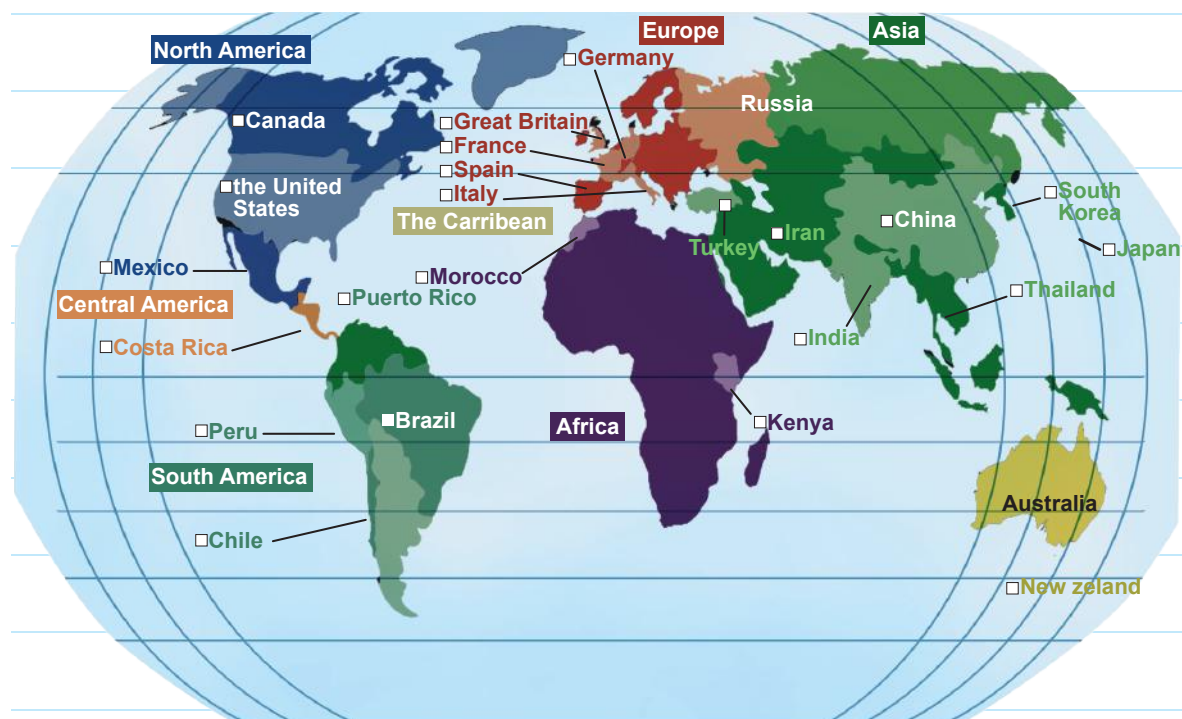 Europe
Asia
North America
Germany
Russia
Canada
Great Britain
France
Spain
Italy
the United
States
South
Korea
The Carribean
China
Iran
Turkey
Japan
Mexico
Morocco
Thailand
Central America
Puerto Rico
India
Costa Rica
Brazil
Kenya
Africa
Peru
South America
Australia
Chile
New zeland